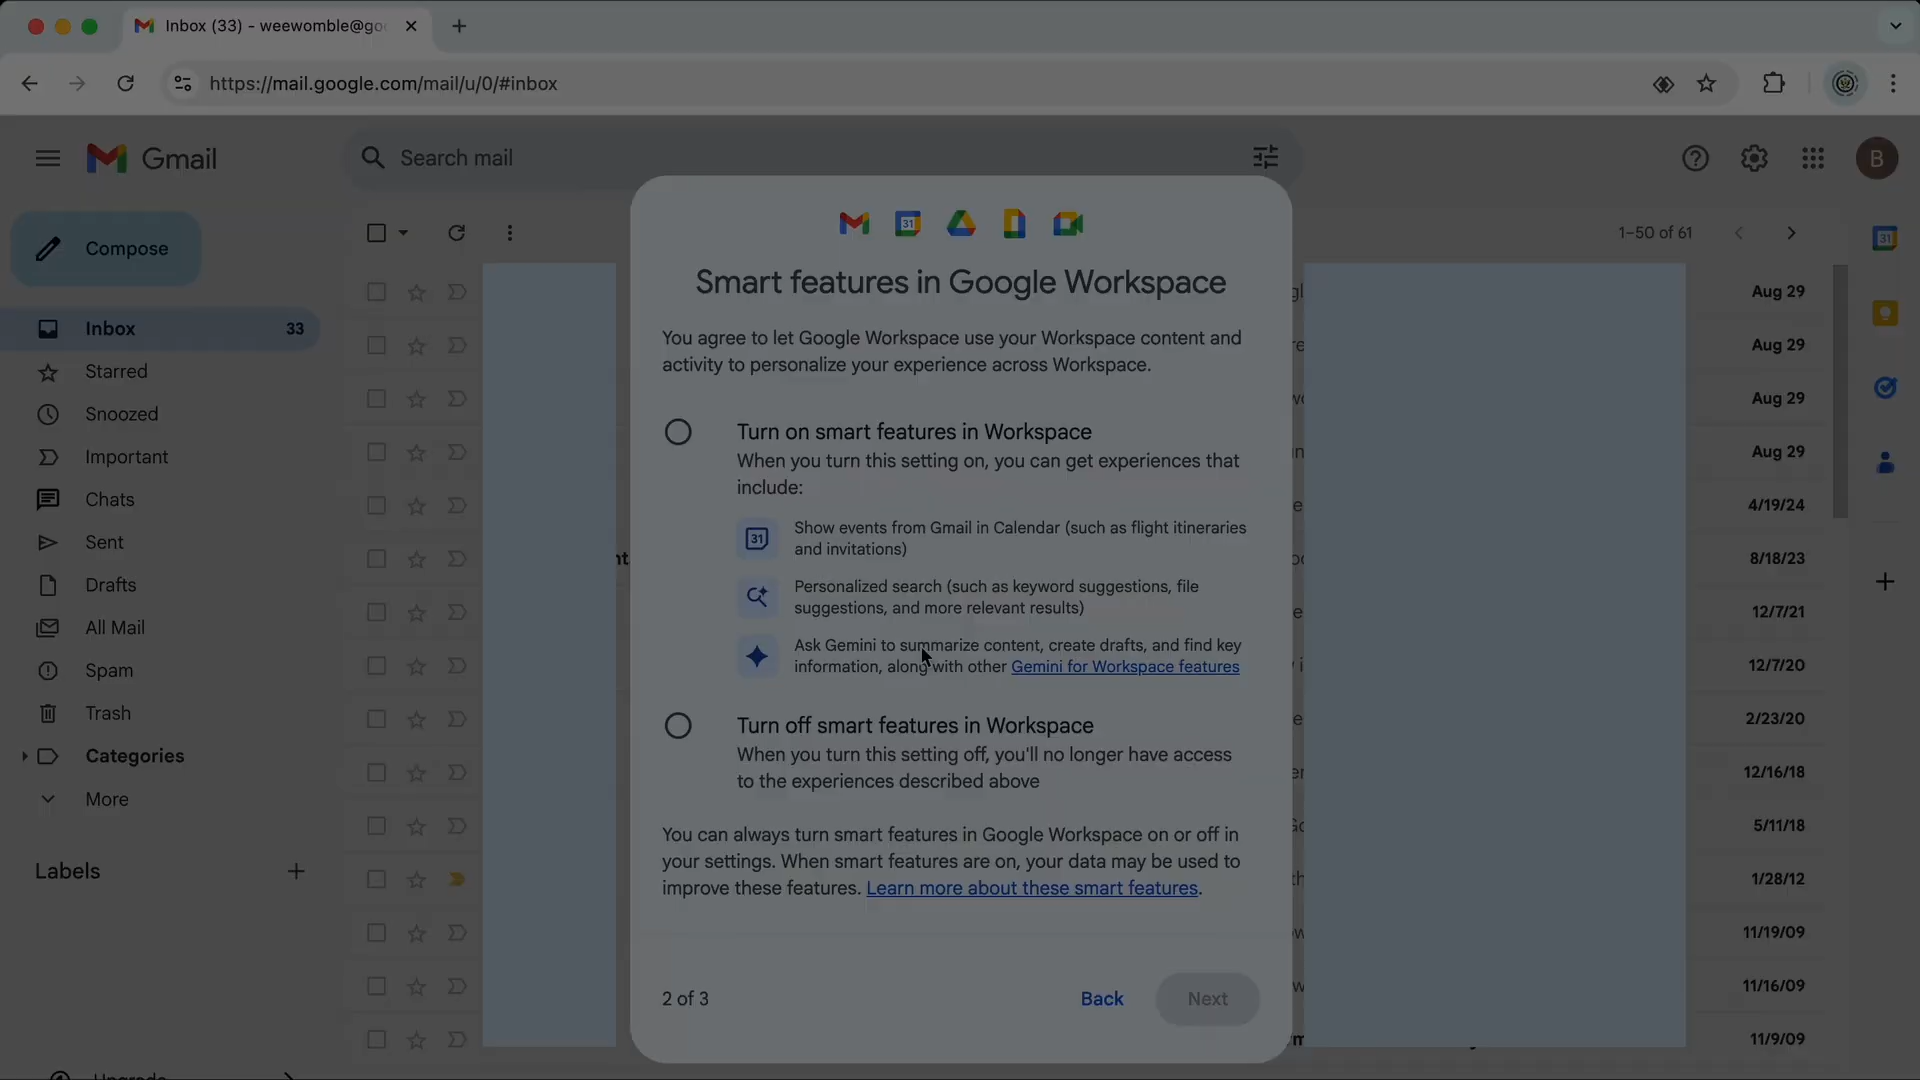 Inbox (33) - weewomble@goo
https://mail.google.com/mail/u/0/#inbox
Gmail
Search mail
B
Compose
1–50 of 61
Inbox 33
Starred
Snoozed
Important
Chats
Sent
Drafts
All Mail
Spam
Trash
Categories
More
Labels
Smart features in Google Workspace
You agree to let Google Workspace use your Workspace content and
activity to personalize your experience across Workspace.
Turn on smart features in Workspace
When you turn this setting on, you can get experiences that
include:
31
Show events from Gmail in Calendar (such as flight itineraries
and invitations)
Personalized search (such as keyword suggestions, file
suggestions, and more relevant results)
Ask Gemini to summarize content, create drafts, and find key
information, along with other Gemini for Workspace features
Turn off smart features in Workspace
When you turn this setting off, you'll no longer have access
to the experiences described above
You can always turn smart features in Google Workspace on or off in
your settings. When smart features are on, your data may be used to
improve these features. Learn more about these smart features.
2 of 3
Back
Next
Aug 29
Aug 29
Aug 29
Aug 29
4/19/24
8/18/23
12/7/21
12/7/20
2/23/20
12/16/18
5/11/18
1/28/12
11/19/09
11/16/09
11/9/09
31